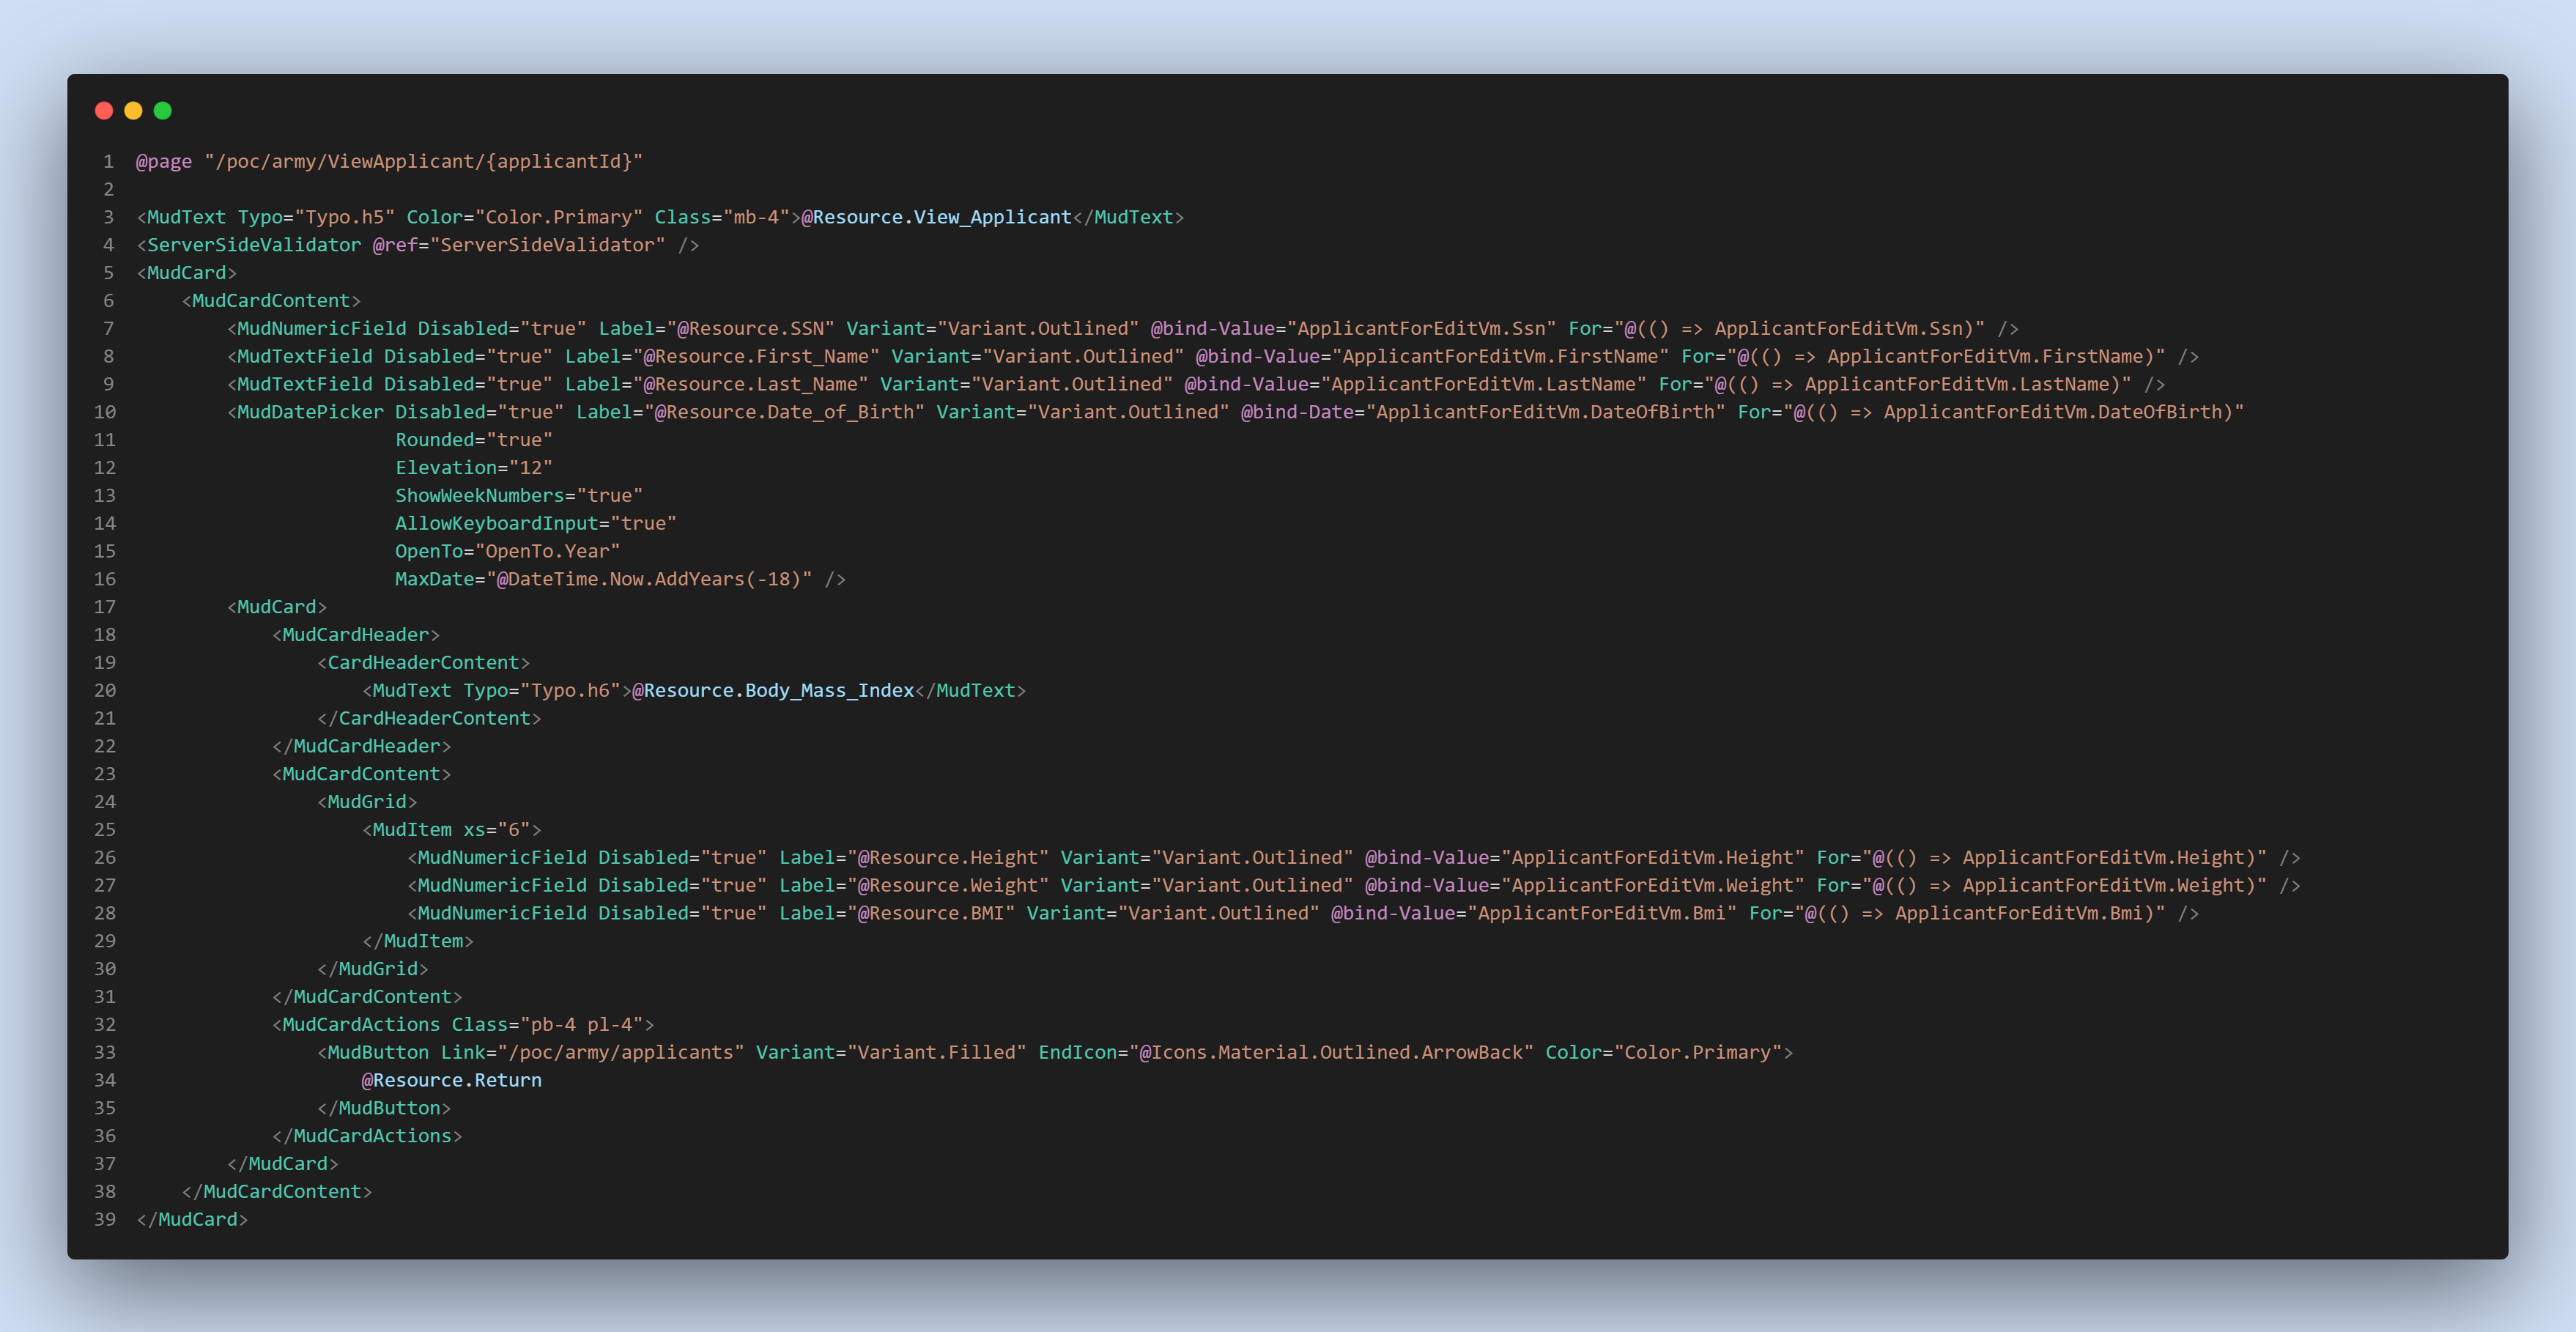 1 @page "/poc/army/ViewApplicant/{applicantId}"
2
3 <MudText Typo="Typo.h5" Color="Color.Primary" Class="mb-4">@Resource.View_Applicant</MudText>
4 <ServerSideValidator @ref="ServerSideValidator" />
5 <MudCard>
6     <MudCardContent>
7         <MudNumericField Disabled="true" Label="@Resource.SSN" Variant="Variant.Outlined" @bind-Value="ApplicantForEditVm.Ssn" For="@(() => ApplicantForEditVm.Ssn)" />
8         <MudTextField Disabled="true" Label="@Resource.First_Name" Variant="Variant.Outlined" @bind-Value="ApplicantForEditVm.FirstName" For="@(() => ApplicantForEditVm.FirstName)" />
9         <MudTextField Disabled="true" Label="@Resource.Last_Name" Variant="Variant.Outlined" @bind-Value="ApplicantForEditVm.LastName" For="@(() => ApplicantForEditVm.LastName)" />
10         <MudDatePicker Disabled="true" Label="@Resource.Date_of_Birth" Variant="Variant.Outlined" @bind-Date="ApplicantForEditVm.DateOfBirth" For="@(() => ApplicantForEditVm.DateOfBirth)"
11                        Rounded="true"
12                        Elevation="12"
13                        ShowWeekNumbers="true"
14                        AllowKeyboardInput="true"
15                        OpenTo="OpenTo.Year"
16                        MaxDate="@DateTime.Now.AddYears(-18)" />
17         <MudCard>
18             <MudCardHeader>
19                 <CardHeaderContent>
20                     <MudText Typo="Typo.h6">@Resource.Body_Mass_Index</MudText>
21                 </CardHeaderContent>
22             </MudCardHeader>
23             <MudCardContent>
24                 <MudGrid>
25                     <MudItem xs="6">
26                         <MudNumericField Disabled="true" Label="@Resource.Height" Variant="Variant.Outlined" @bind-Value="ApplicantForEditVm.Height" For="@(() => ApplicantForEditVm.Height)" />
27                         <MudNumericField Disabled="true" Label="@Resource.Weight" Variant="Variant.Outlined" @bind-Value="ApplicantForEditVm.Weight" For="@(() => ApplicantForEditVm.Weight)" />
28                         <MudNumericField Disabled="true" Label="@Resource.BMI" Variant="Variant.Outlined" @bind-Value="ApplicantForEditVm.Bmi" For="@(() => ApplicantForEditVm.Bmi)" />
29                     </MudItem>
30                 </MudGrid>
31             </MudCardContent>
32             <MudCardActions Class="pb-4 pl-4">
33                 <MudButton Link="/poc/army/applicants" Variant="Variant.Filled" EndIcon="@Icons.Material.Outlined.ArrowBack" Color="Color.Primary">
34                     @Resource.Return
35                 </MudButton>
36             </MudCardActions>
37         </MudCard>
38     </MudCardContent>
39 </MudCard>